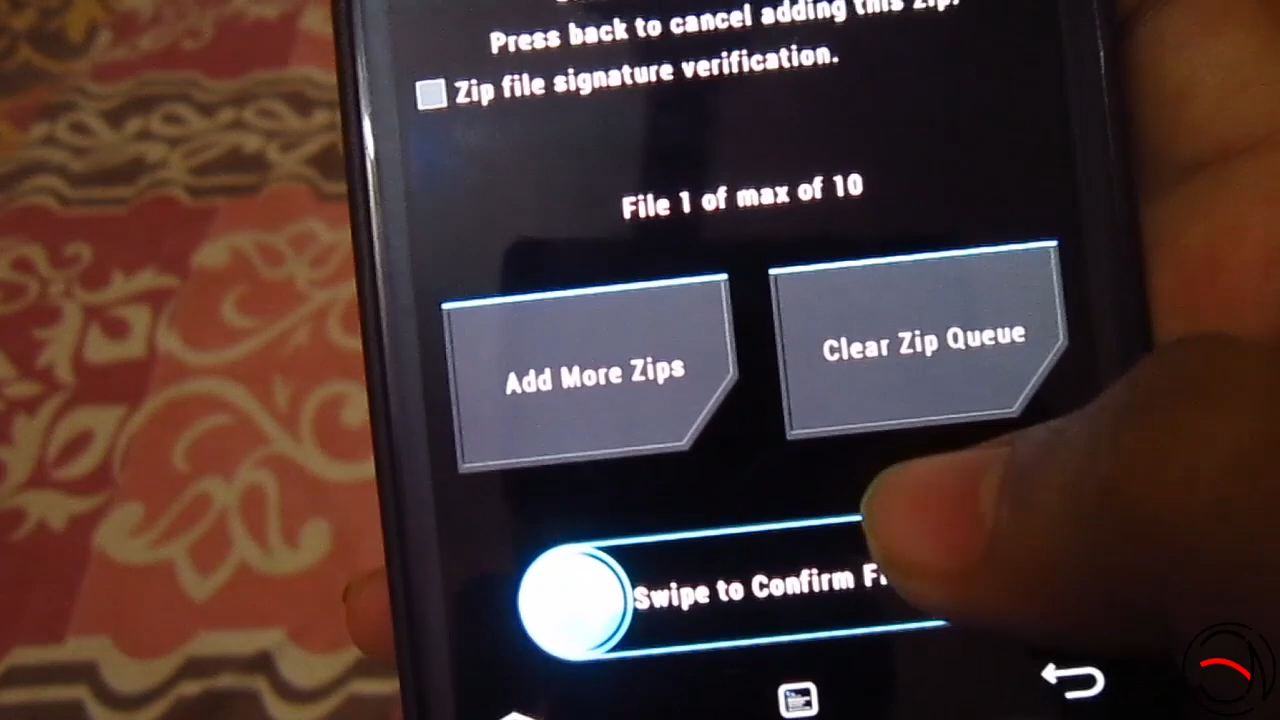 Press back to cancel adding this zip.
Zip file signature verification.
File 1 of max of 10
Add More Zips
Clear Zip Queue
Swipe to Confirm